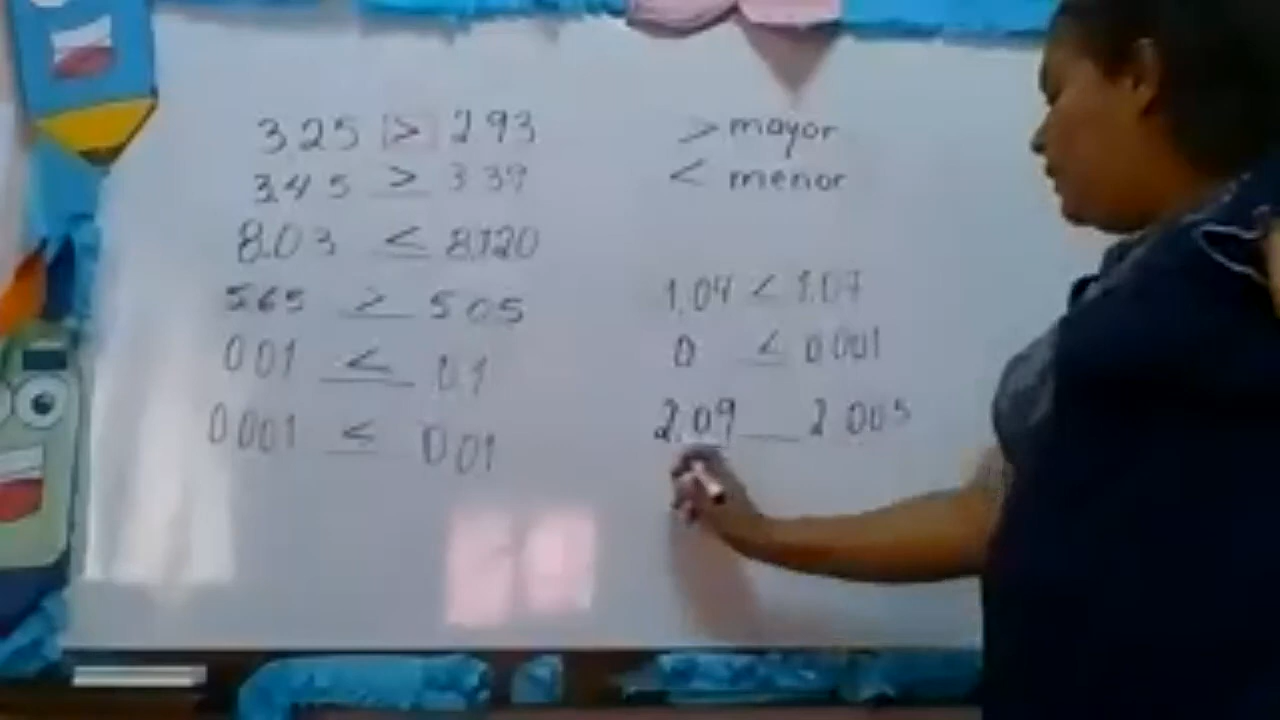 3.25 > 2.93
3.45 > 3.39
8.03 < 8.120
5.65 > 5.05
0.01 < 0.1
0.001 < 0.01
> mayor
< menor
1.04 < 1.07
0 < 0.001
2.09 __ 2.005